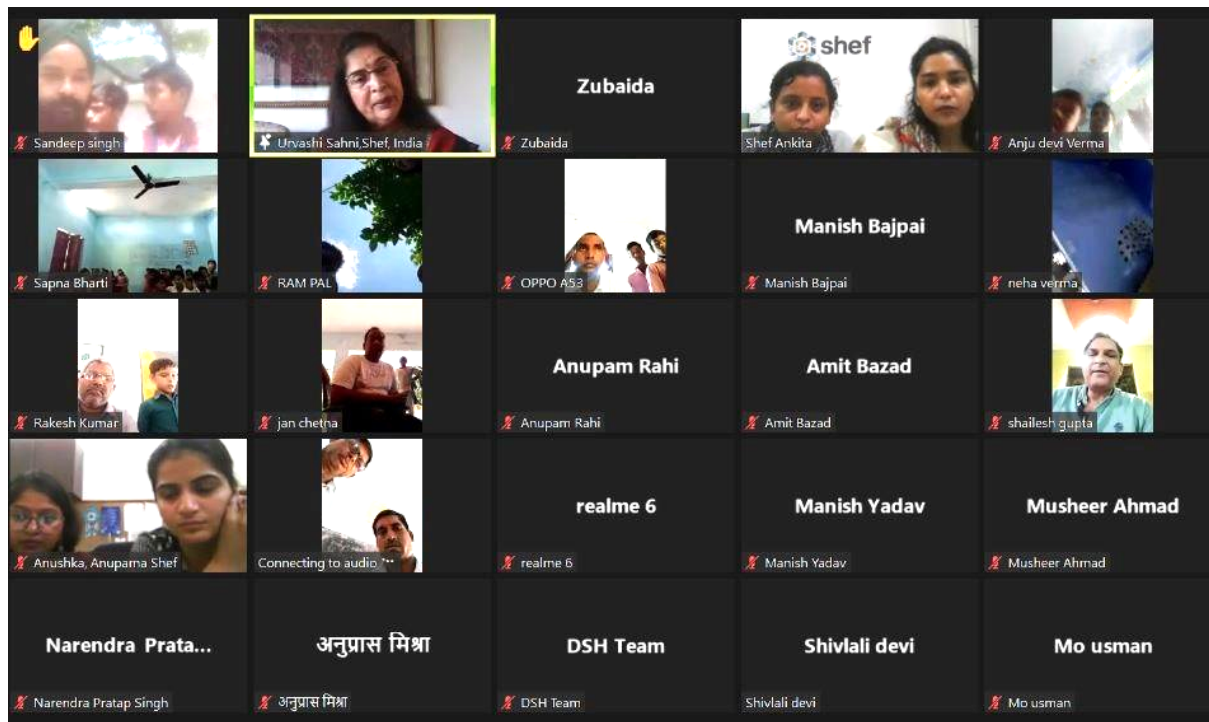 Sandeep singh
Urvashi Sahni,Shef, India
Zubaida
Zubaida
shef
Shef Ankita
Anju devi Verma
Sapna Bharti
RAM PAL
OPPO A53
Manish Bajpai
Manish Bajpai
neha verma
Rakesh Kumar
jan chetna
Anupam Rahi
Anupam Rahi
Amit Bazad
Amit Bazad
shailesh gupta
Anushka, Anupama Shef
Connecting to audio •••
realme 6
realme 6
Manish Yadav
Manish Yadav
Musheer Ahmad
Musheer Ahmad
Narendra Prata...
Narendra Pratap Singh
अनुप्रास मिश्रा
अनुप्रास मिश्रा
DSH Team
DSH Team
Shivlali devi
Shivlali devi
Mo usman
Mo usman